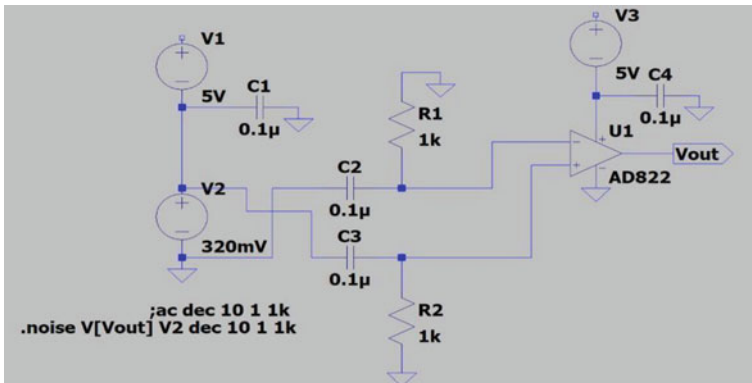 V1
5V
C1
0.1µ
V2
320mV
R1
1k
C2
0.1µ
C3
0.1µ
R2
1k
V3
5V
C4
0.1µ
U1
AD822
Vout
;ac dec 10 1 1k
.noise V[Vout] V2 dec 10 1 1k